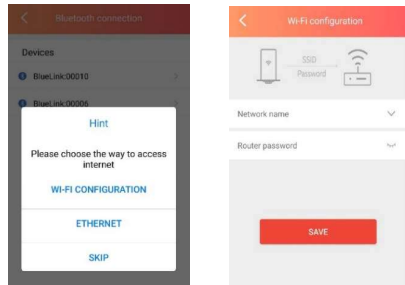 Bluetooth connection
Devices
BlueLink:00010
BlueLink:00006
Hint
Please choose the way to access
internet
WI-FI CONFIGURATION
ETHERNET
SKIP
Wi-Fi configuration
SSID
Password
Network name
Router password
SAVE